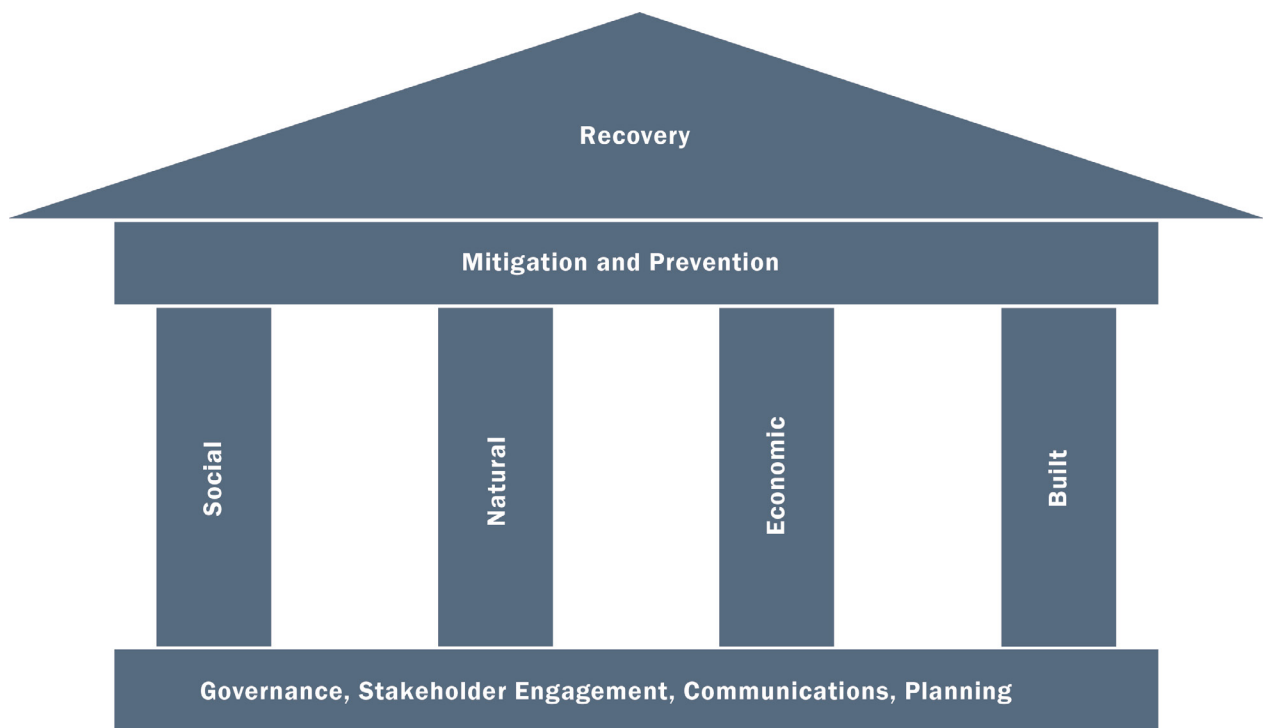 Recovery
Mitigation and Prevention
Social
Natural
Economic
Built
Governance, Stakeholder Engagement, Communications, Planning